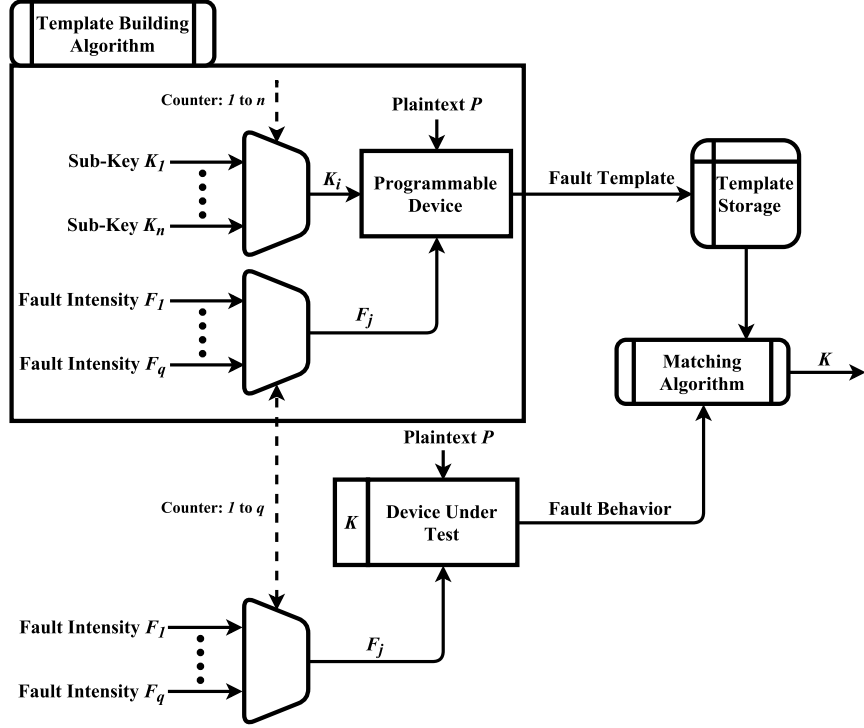 Template Building
Algorithm
Counter: 1 to n
Plaintext P
Sub-Key K1
Ki
Programmable
Device
Fault Template
Template
Storage
Sub-Key Kn
Fault Intensity F1
Fj
Fault Intensity Fq
Matching
Algorithm
K
Plaintext P
Counter: 1 to q
K
Device Under
Test
Fault Behavior
Fault Intensity F1
Fj
Fault Intensity Fq